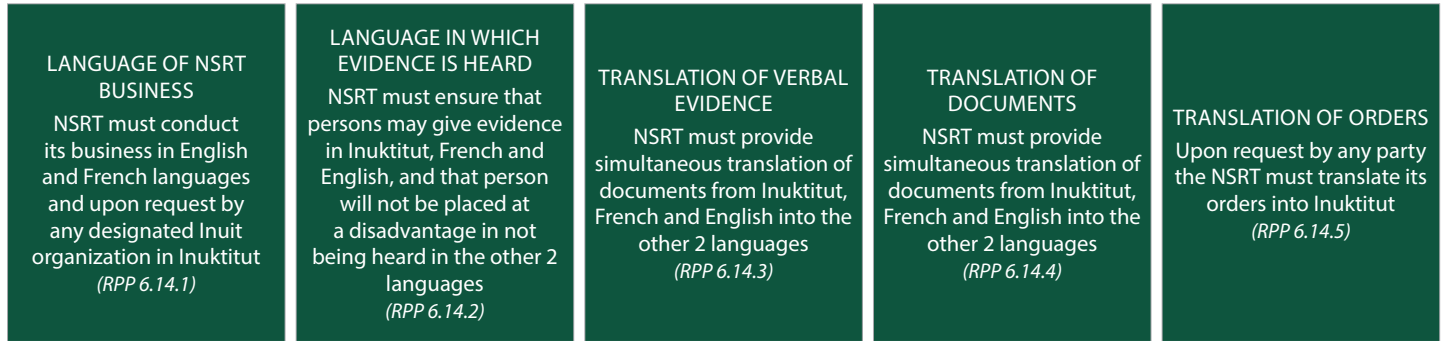 LANGUAGE OF NSRT
BUSINESS
NSRT must conduct
its business in English
and French languages
and upon request by
any designated Inuit
organization in Inuktitut
(RPP 6.14.1)
LANGUAGE IN WHICH
EVIDENCE IS HEARD
NSRT must ensure that
persons may give evidence
in Inuktitut, French and
English, and that person
will not be placed at
a disadvantage in not
being heard in the other 2
languages
(RPP 6.14.2)
TRANSLATION OF VERBAL
EVIDENCE
NSRT must provide
simultaneous translation of
documents from Inuktitut,
French and English into the
other 2 languages
(RPP 6.14.3)
TRANSLATION OF
DOCUMENTS
NSRT must provide
simultaneous translation of
documents from Inuktitut,
French and English into the
other 2 languages
(RPP 6.14.4)
TRANSLATION OF ORDERS
Upon request by any party
the NSRT must translate its
orders into Inuktitut
(RPP 6.14.5)